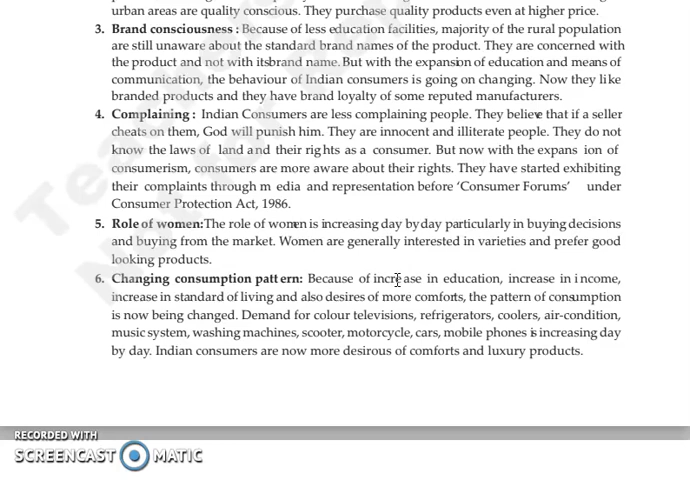 urban areas are quality conscious. They purchase quality products even at higher price.
3. Brand consciousness : Because of less education facilities, majority of the rural population
are still unaware about the standard brand names of the product. They are concerned with
the product and not with itsbrand name. But with the expansion of education and means of
communication, the behaviour of Indian consumers is going on changing. Now they like
branded products and they have brand loyalty of some reputed manufacturers.
4. Complaining : Indian Consumers are less complaining people. They believe that if a seller
cheats on them, God will punish him. They are innocent and illiterate people. They do not
know the laws of land and their rights as a consumer. But now with the expans ion of
consumerism, consumers are more aware about their rights. They have started exhibiting
their complaints through m edia and representation before ‘Consumer Forums’ under
Consumer Protection Act, 1986.
5. Role of women:The role of women is increasing day by day particularly in buying decisions
and buying from the market. Women are generally interested in varieties and prefer good
looking products.
6. Changing consumption patt ern: Because of increase in education, increase in income,
increase in standard of living and also desires of more comforts, the pattern of consumption
is now being changed. Demand for colour televisions, refrigerators, coolers, air-condition,
music system, washing machines, scooter, motorcycle, cars, mobile phones is increasing day
by day. Indian consumers are now more desirous of comforts and luxury products.
RECORDED WITH
SCREENCAST MATIC